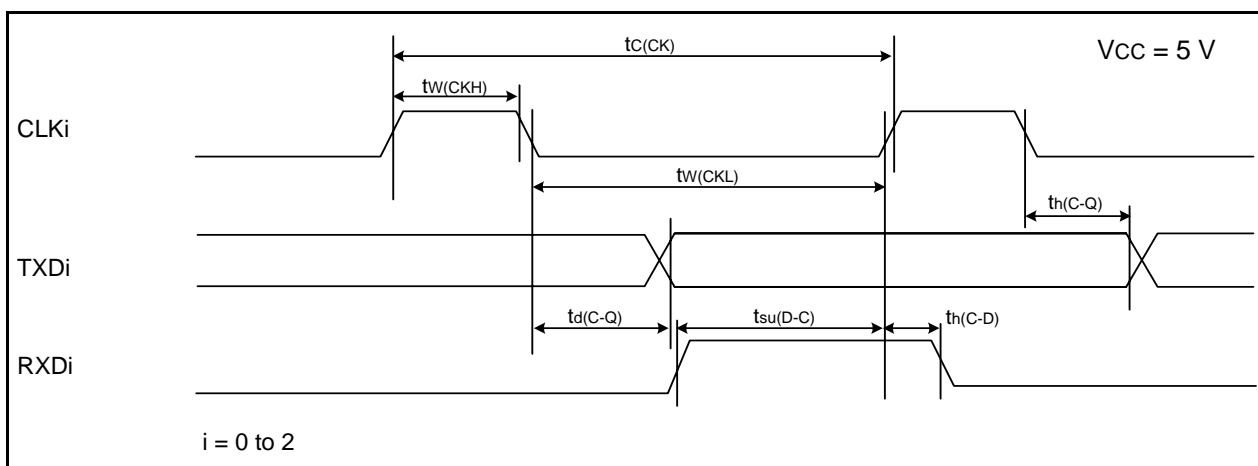 tC(CK)
VCC = 5 V
tW(CKH)
CLKi
tW(CKL)
th(C-Q)
TXDi
td(C-Q)
tsu(D-C)
th(C-D)
RXDi
i = 0 to 2